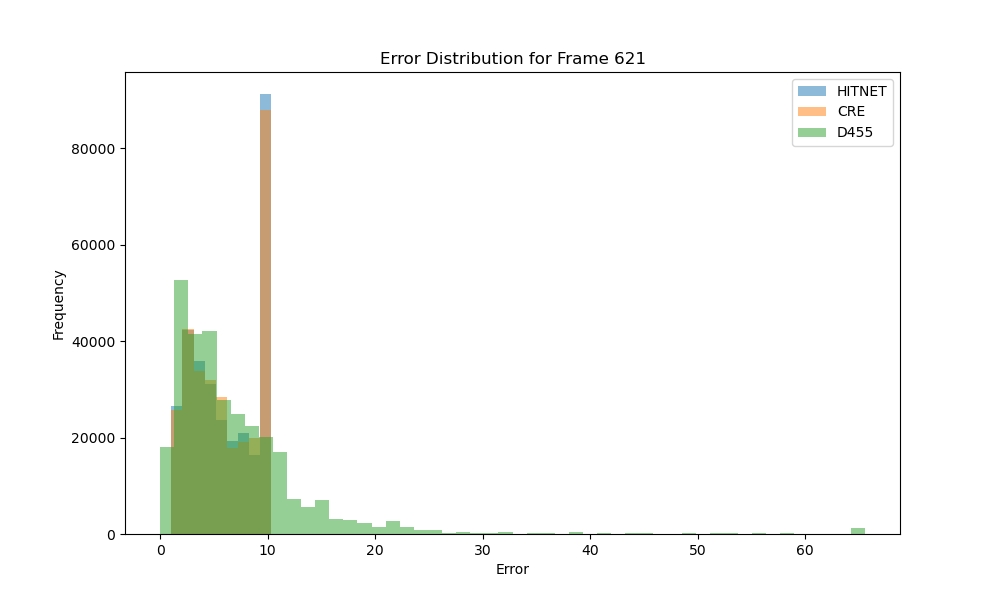 Error Distribution for Frame 621
HITNET
CRE
D455
80000
60000
40000
20000
0
Frequency
0 10 20 30 40 50 60
Error